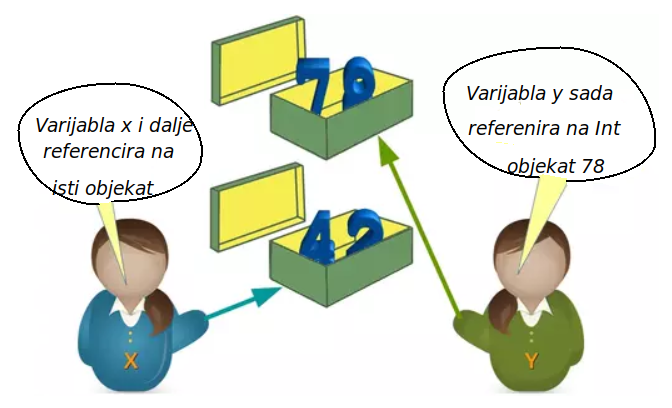 Varijabla x i dalje
referencira na
isti objekat
Varijabla y sada
referenira na Int
objekat 78
78
42
X
Y